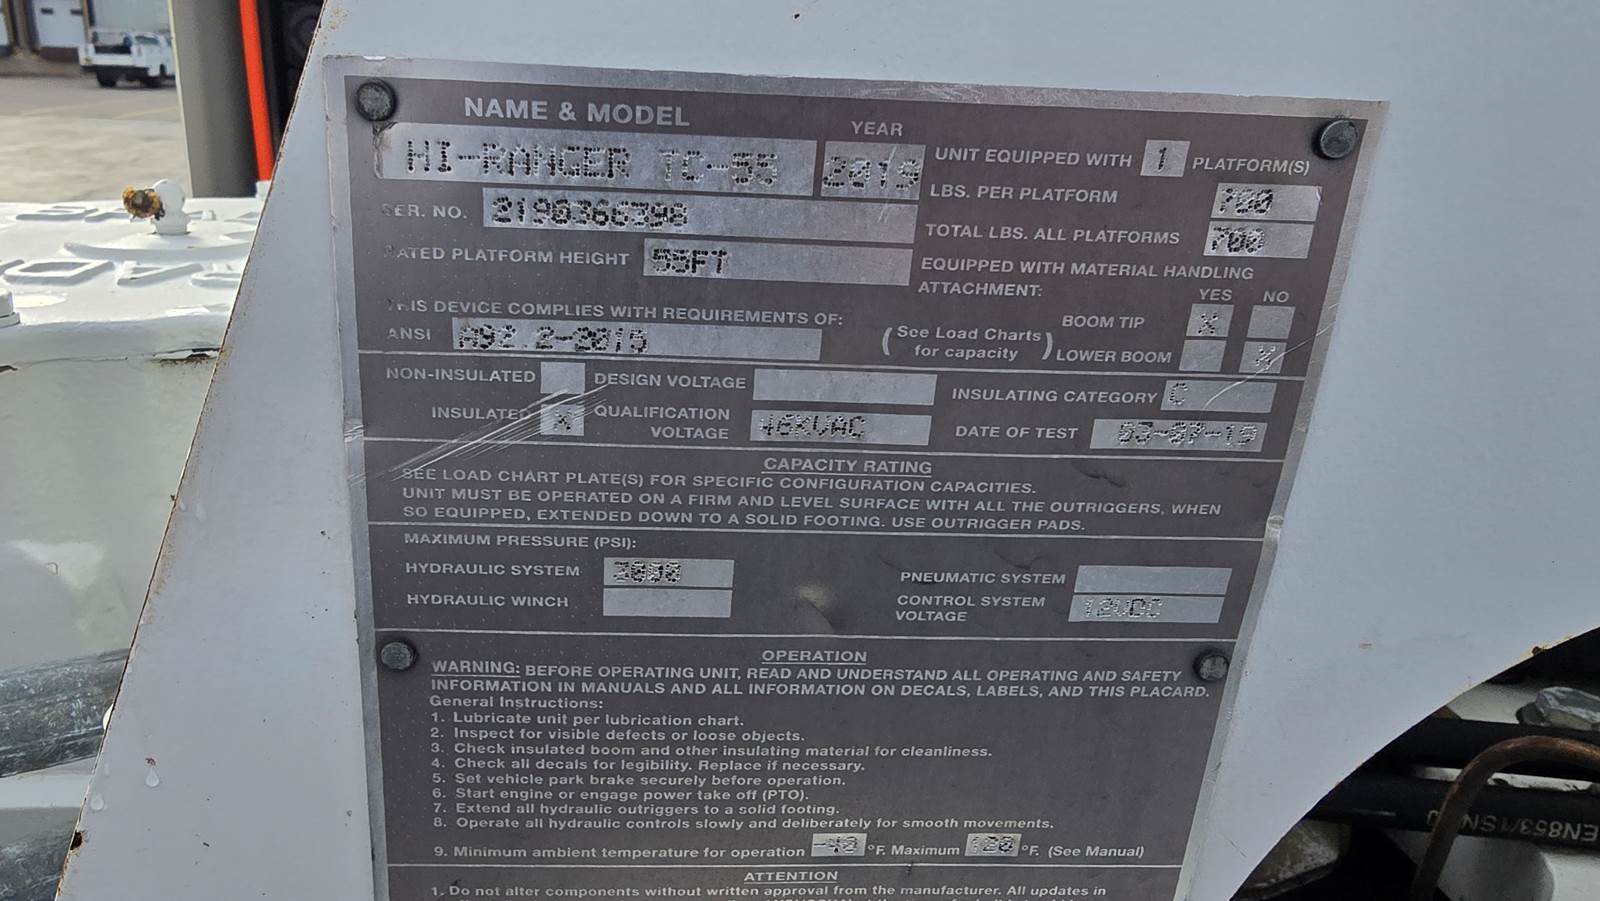 NAME & MODEL
YEAR
HI-RANGER TC-55
2019
UNIT EQUIPPED WITH 1 PLATFORM(S)
LBS. PER PLATFORM 700
SER. NO.
TOTAL LBS. ALL PLATFORMS 700
RATED PLATFORM HEIGHT 55FT
EQUIPPED WITH MATERIAL HANDLING
ATTACHMENT:
YES NO
THIS DEVICE COMPLIES WITH REQUIREMENTS OF:
ANSI A92.2-2015
(See Load Charts
for capacity)
BOOM TIP X
LOWER BOOM X
NON-INSULATED
DESIGN VOLTAGE
INSULATING CATEGORY C
INSULATED X
QUALIFICATION
VOLTAGE 46KVAC
DATE OF TEST
CAPACITY RATING
SEE LOAD CHART PLATE(S) FOR SPECIFIC CONFIGURATION CAPACITIES.
UNIT MUST BE OPERATED ON A FIRM AND LEVEL SURFACE WITH ALL THE OUTRIGGERS, WHEN
SO EQUIPPED, EXTENDED DOWN TO A SOLID FOOTING. USE OUTRIGGER PADS.
MAXIMUM PRESSURE (PSI):
HYDRAULIC SYSTEM 3000
PNEUMATIC SYSTEM
HYDRAULIC WINCH
CONTROL SYSTEM
VOLTAGE 12VDC
OPERATION
WARNING: BEFORE OPERATING UNIT, READ AND UNDERSTAND ALL OPERATING AND SAFETY
INFORMATION IN MANUALS AND ALL INFORMATION ON DECALS, LABELS, AND THIS PLACARD.
General Instructions:
1. Lubricate unit per lubrication chart.
2. Inspect for visible defects or loose objects.
3. Check insulated boom and other insulating material for cleanliness.
4. Check all decals for legibility. Replace if necessary.
5. Set vehicle park brake securely before operation.
6. Start engine or engage power take off (PTO).
7. Extend all hydraulic outriggers to a solid footing.
8. Operate all hydraulic controls slowly and deliberately for smooth movements.
9. Minimum ambient temperature for operation -40 °F. Maximum 120 °F. (See Manual)
ATTENTION
1. Do not alter components without written approval from the manufacturer. All updates in
EN853/1SN